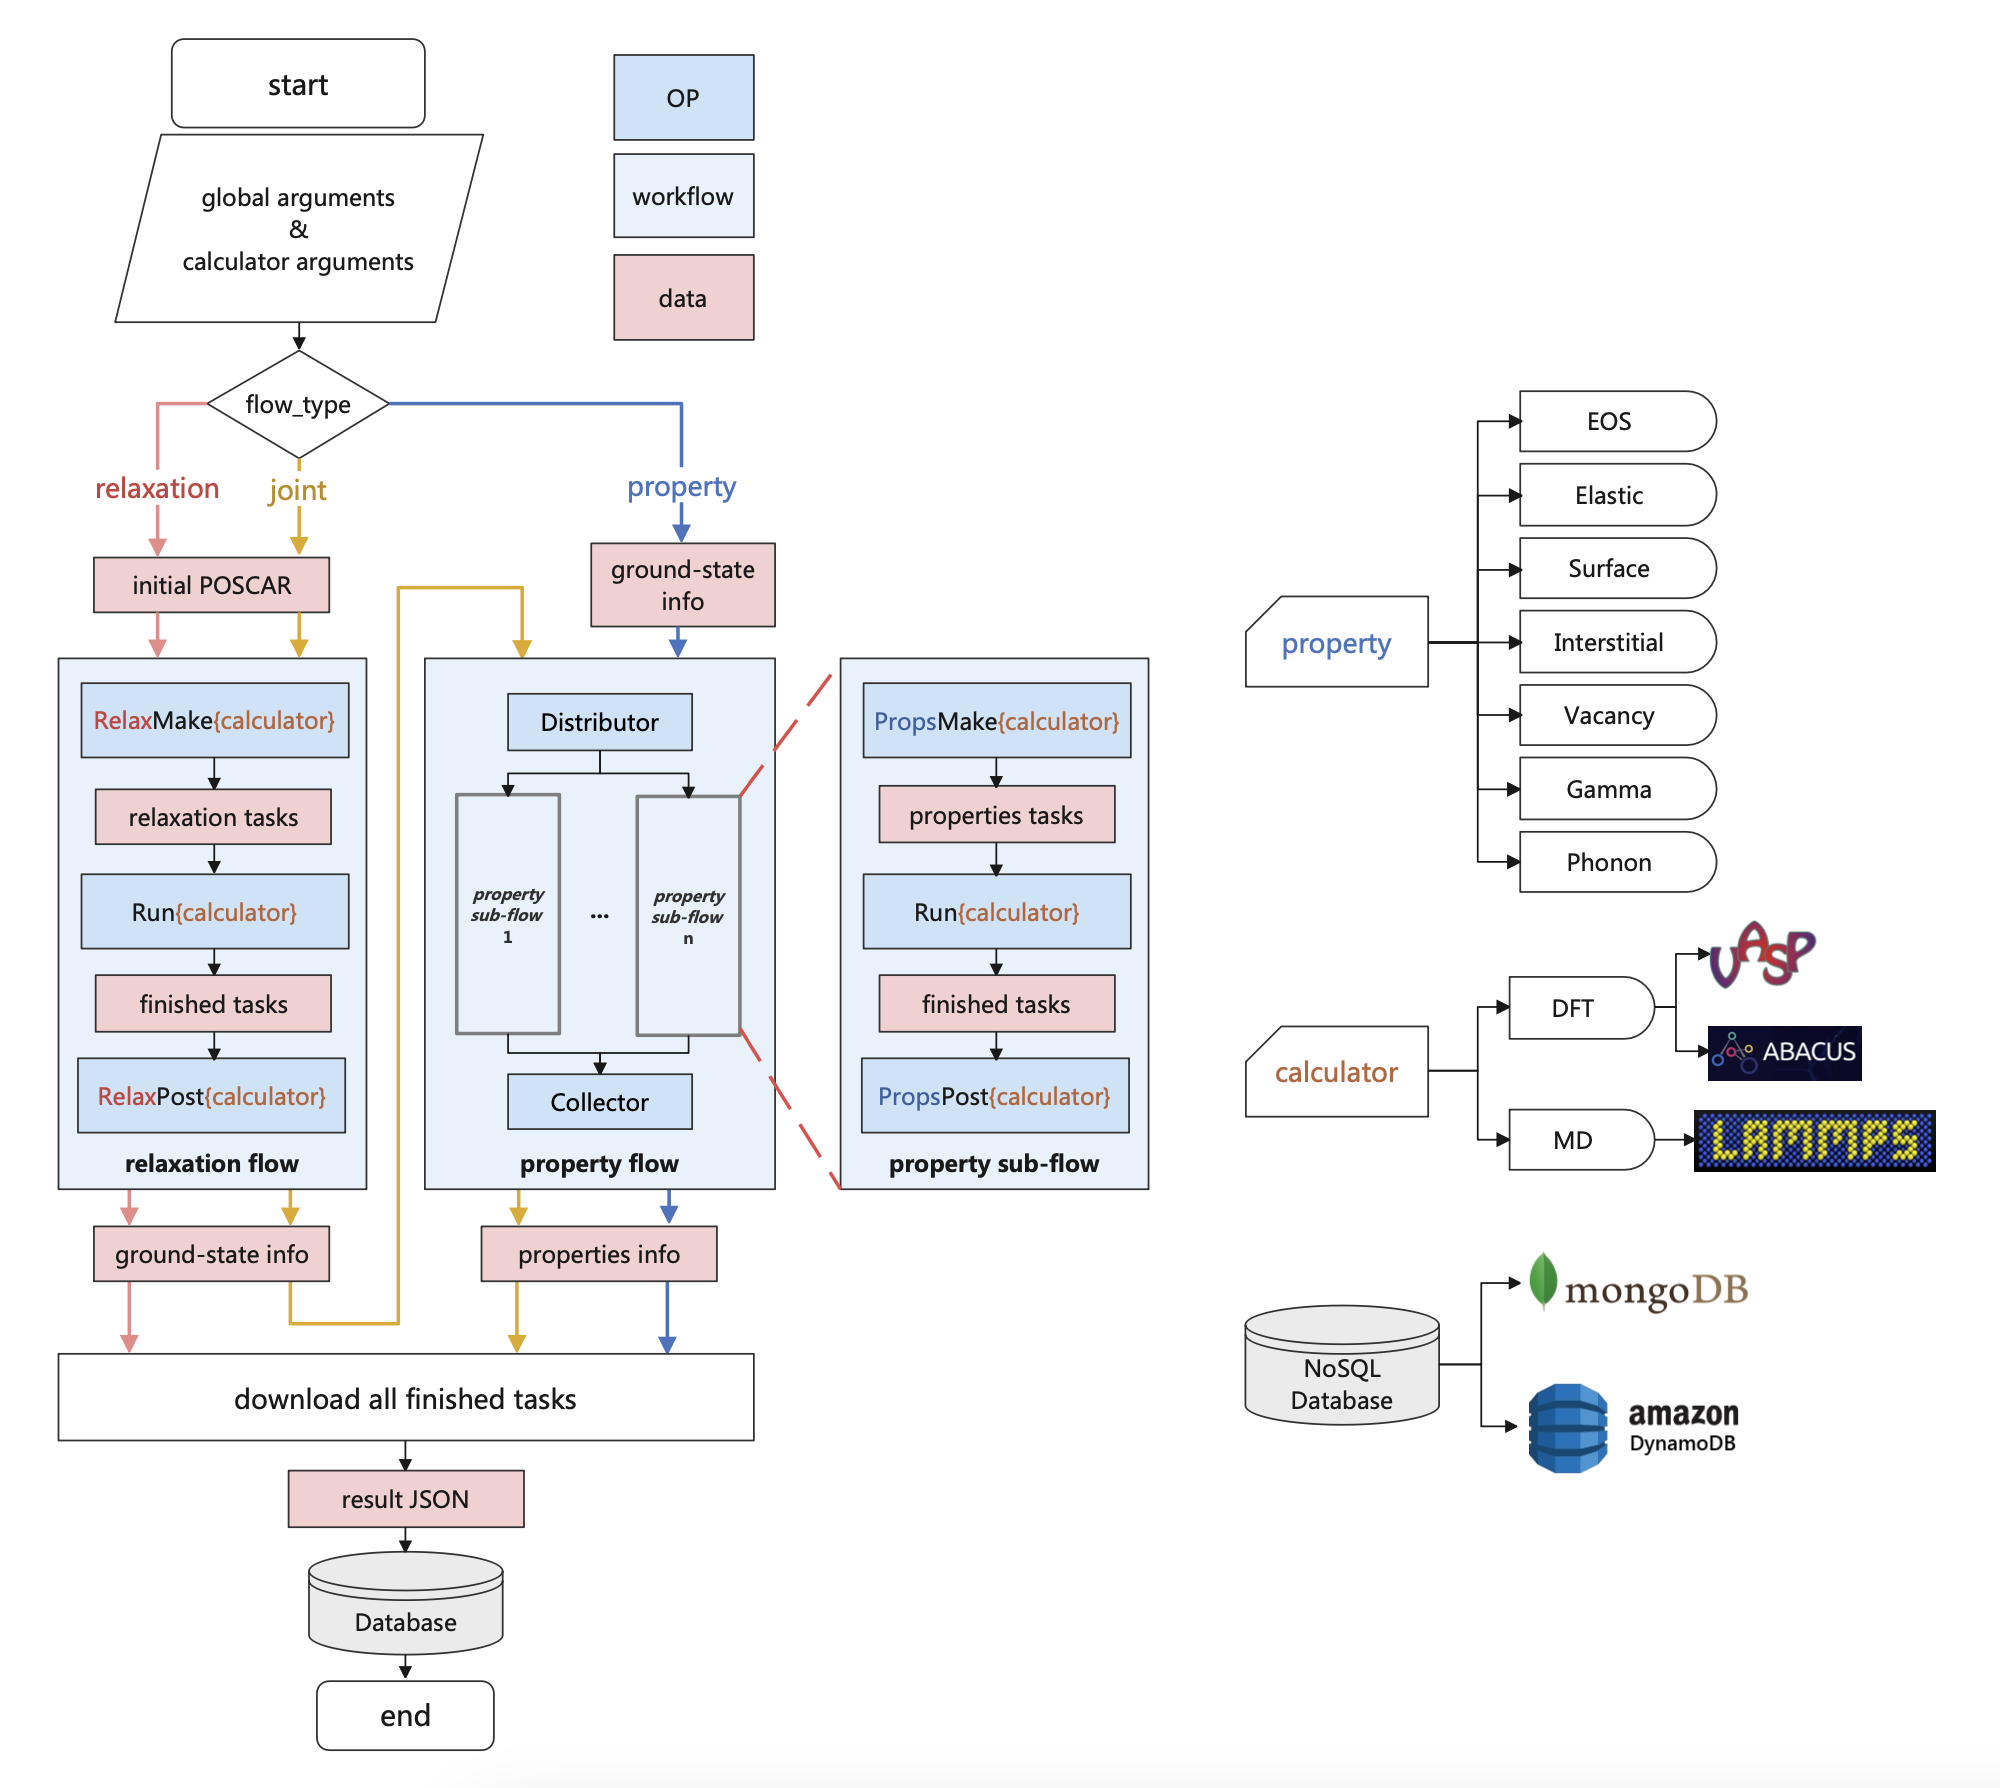 start
global arguments
&
calculator arguments
OP
workflow
data
flow_type
relaxation
joint
property
initial POSCAR
ground-state
info
RelaxMake{calculator}
relaxation tasks
Run{calculator}
finished tasks
RelaxPost{calculator}
relaxation flow
Distributor
property
sub-flow
1
...
property
sub-flow
n
Collector
property flow
PropsMake{calculator}
properties tasks
Run{calculator}
finished tasks
PropsPost{calculator}
property sub-flow
ground-state info
properties info
download all finished tasks
result JSON
Database
end
property
EOS
Elastic
Surface
Interstitial
Vacancy
Gamma
Phonon
calculator
DFT
VASP
ABACUS
MD
LAMMPS
NoSQL
Database
mongoDB
amazon
DynamoDB